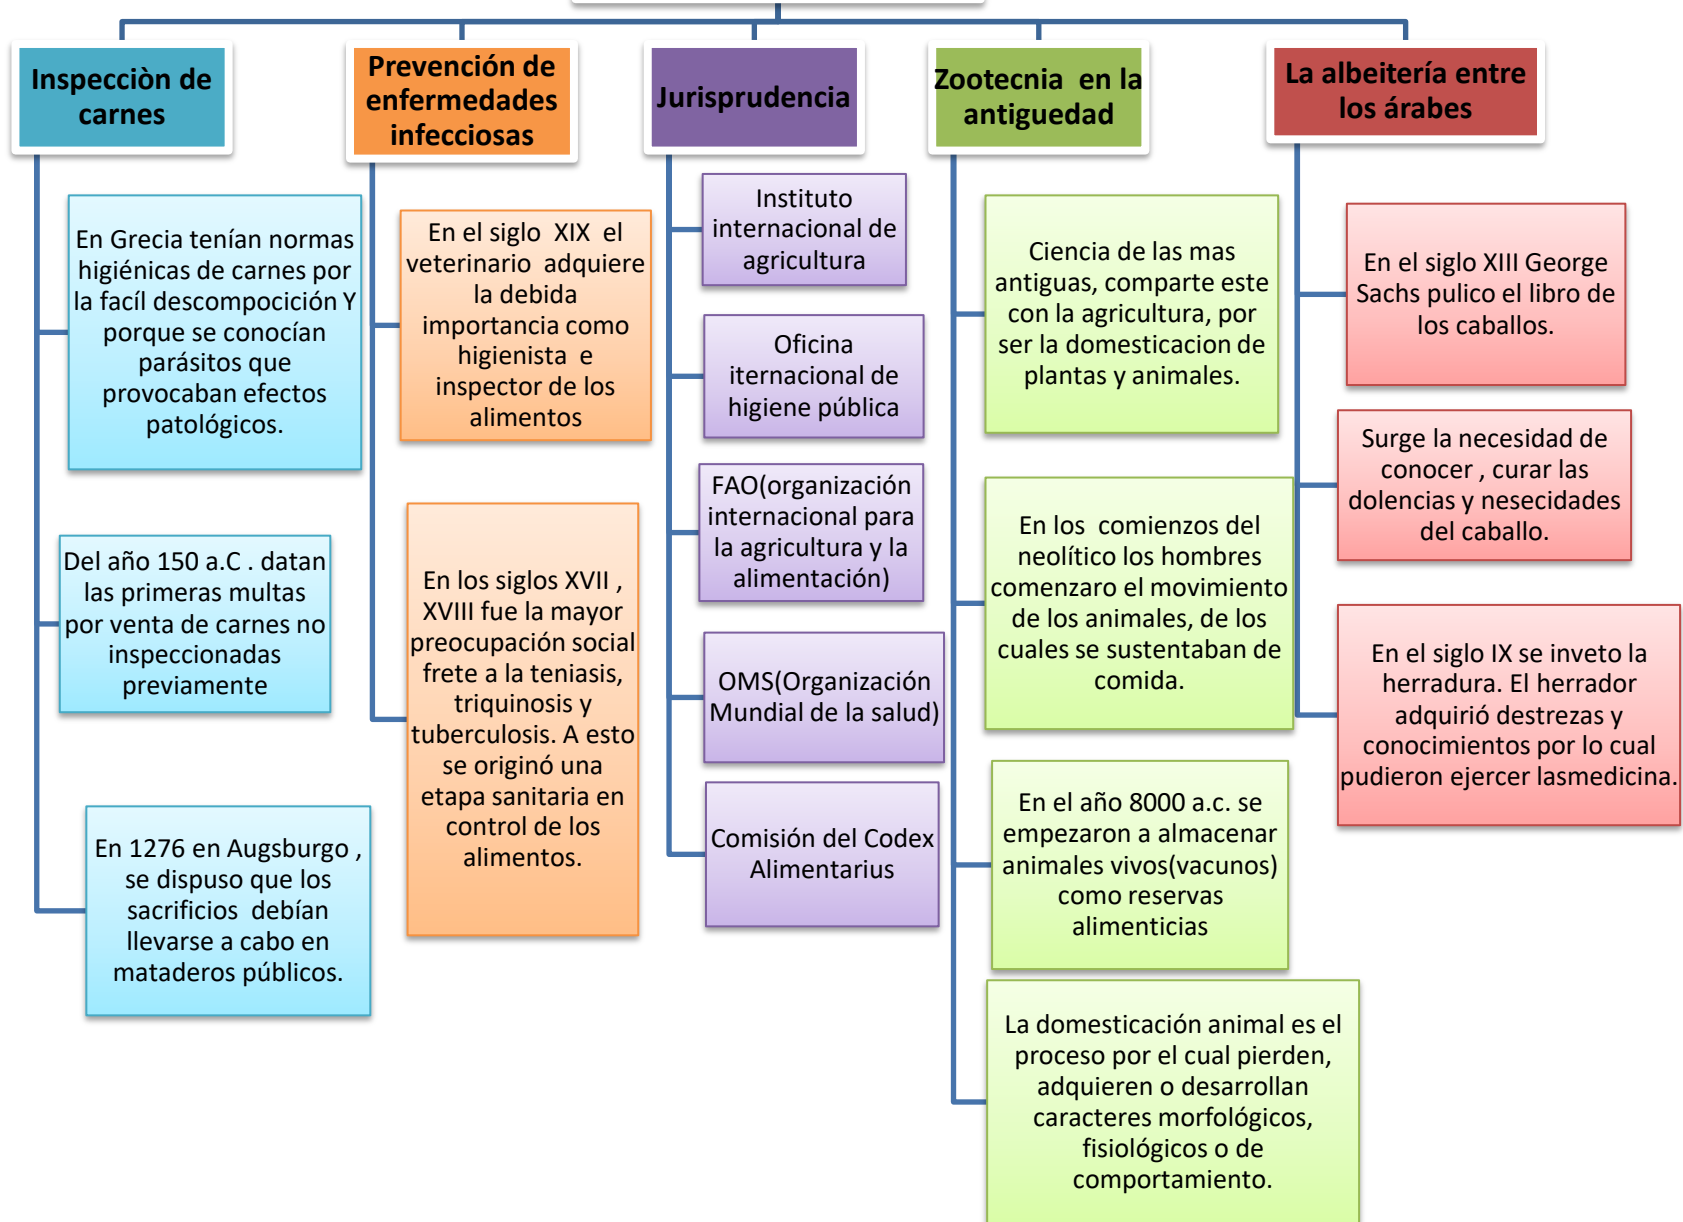 Inspecciòn de
carnes
En Grecia tenían normas
higiénicas de carnes por
la facíl descompocición Y
porque se conocían
parásitos que
provocaban efectos
patológicos.
Del año 150 a.C . datan
las primeras multas
por venta de carnes no
inspeccionadas
previamente
En 1276 en Augsburgo ,
se dispuso que los
sacrificios debían
llevarse a cabo en
mataderos públicos.
Prevención de
enfermedades
infecciosas
En el siglo XIX el
veterinario adquiere
la debida
importancia como
higienista e
inspector de los
alimentos
En los siglos XVII ,
XVIII fue la mayor
preocupación social
frete a la teniasis,
triquinosis y
tuberculosis. A esto
se originó una
etapa sanitaria en
control de los
alimentos.
Jurisprudencia
Instituto
internacional de
agricultura
Oficina
iternacional de
higiene pública
FAO(organización
internacional para
la agricultura y la
alimentación)
OMS(Organización
Mundial de la salud)
Comisión del Codex
Alimentarius
Zootecnia en la
antiguedad
Ciencia de las mas
antiguas, comparte este
con la agricultura, por
ser la domesticacion de
plantas y animales.
En los comienzos del
neolítico los hombres
comenzaro el movimiento
de los animales, de los
cuales se sustentaban de
comida.
En el año 8000 a.c. se
empezaron a almacenar
animales vivos(vacunos)
como reservas
alimenticias
La domesticación animal es el
proceso por el cual pierden,
adquieren o desarrollan
caracteres morfológicos,
fisiológicos o de
comportamiento.
La albeitería entre
los árabes
En el siglo XIII George
Sachs pulico el libro de
los caballos.
Surge la necesidad de
conocer , curar las
dolencias y nesecidades
del caballo.
En el siglo IX se inveto la
herradura. El herrador
adquirió destrezas y
conocimientos por lo cual
pudieron ejercer lasmedicina.